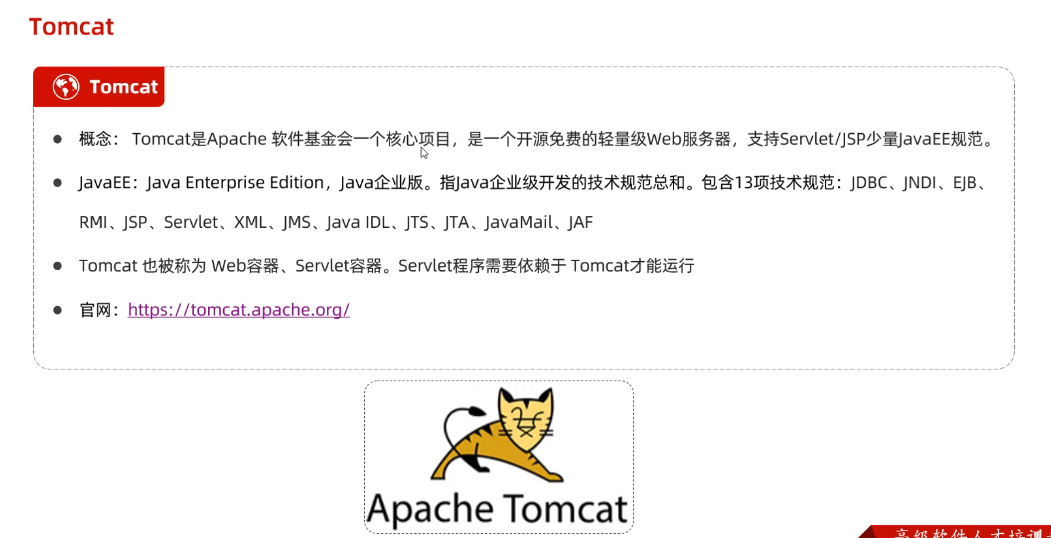 Tomcat
Tomcat
概念： Tomcat是Apache 软件基金会一个核心项目，是一个开源免费的轻量级Web服务器，支持Servlet/JSP少量JavaEE规范。
JavaEE：Java Enterprise Edition，Java企业版。指Java企业级开发的技术规范总和。包含13项技术规范：JDBC、JNDI、EJB、
RMI、JSP、Servlet、XML、JMS、Java IDL、JTS、JTA、JavaMail、JAF
Tomcat 也被称为 Web容器、Servlet容器。Servlet程序需要依赖于 Tomcat才能运行
官网：https://tomcat.apache.org/
Apache Tomcat
高级软件人才培训